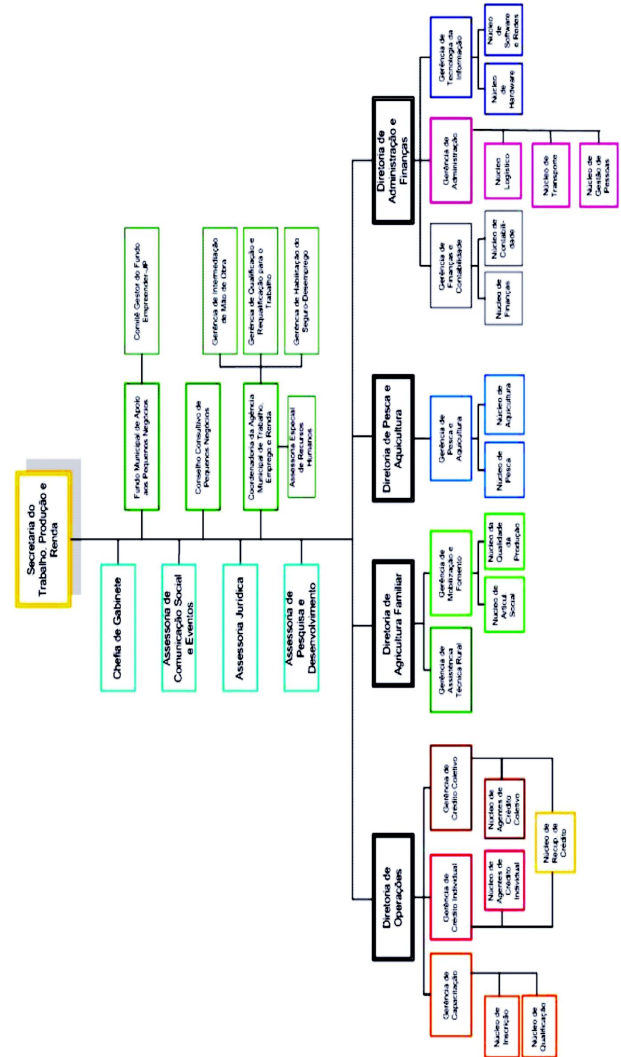 Secretaria do
Trabalho, Produção e
Renda
Chefia de Gabinete
Assessoria de
Comunicação Social
e Eventos
Assessoria Jurídica
Assessoria de
Pesquisa e
Desenvolvimento
Fundo Municipal de Apoio
aos Pequenos Negócios
Comitê Gestor do Fundo
Empreender-JP
Conselho Consultivo de
Pequenos Negócios
Coordenadoria da Agência
Municipal de Trabalho,
Emprego e Renda
Gerência de Intermediação
de Mão de Obra
Gerência de Qualificação e
Requalificação para o
Trabalho
Gerência de Habilitação do
Seguro-Desemprego
Assessoria Especial
de Recursos
Humanos
Diretoria de
Operações
Gerência de
Capacitação
Núcleo de
Inscrição
Núcleo de
Qualificação
Gerência de
Crédito Individual
Núcleo de
Agentes de
Crédito
Individual
Gerência de
Crédito Coletivo
Núcleo de
Agentes de
Crédito
Coletivo
Núcleo de
Recup. de
Crédito
Diretoria de
Agricultura Familiar
Gerência de
Assistência
Técnica Rural
Gerência de
Mobilização e
Fomento
Núcleo de
Articul
Social
Núcleo da
Qualidade
da
Produção
Diretoria de Pesca e
Aquicultura
Gerência de
Pesca e
Aquicultura
Núcleo de
Pesca
Núcleo de
Aquicultura
Diretoria de
Administração e
Finanças
Gerência de
Finanças e
Contabilidade
Núcleo de
Finanças
Núcleo de
Contabili-
dade
Gerência de
Administração
Núcleo
Logístico
Núcleo de
Transporte
Núcleo de
Gestão de
Pessoas
Gerência de
Tecnologia da
Informação
Núcleo
de
Hardware
Núcleo
de
Software
e Redes